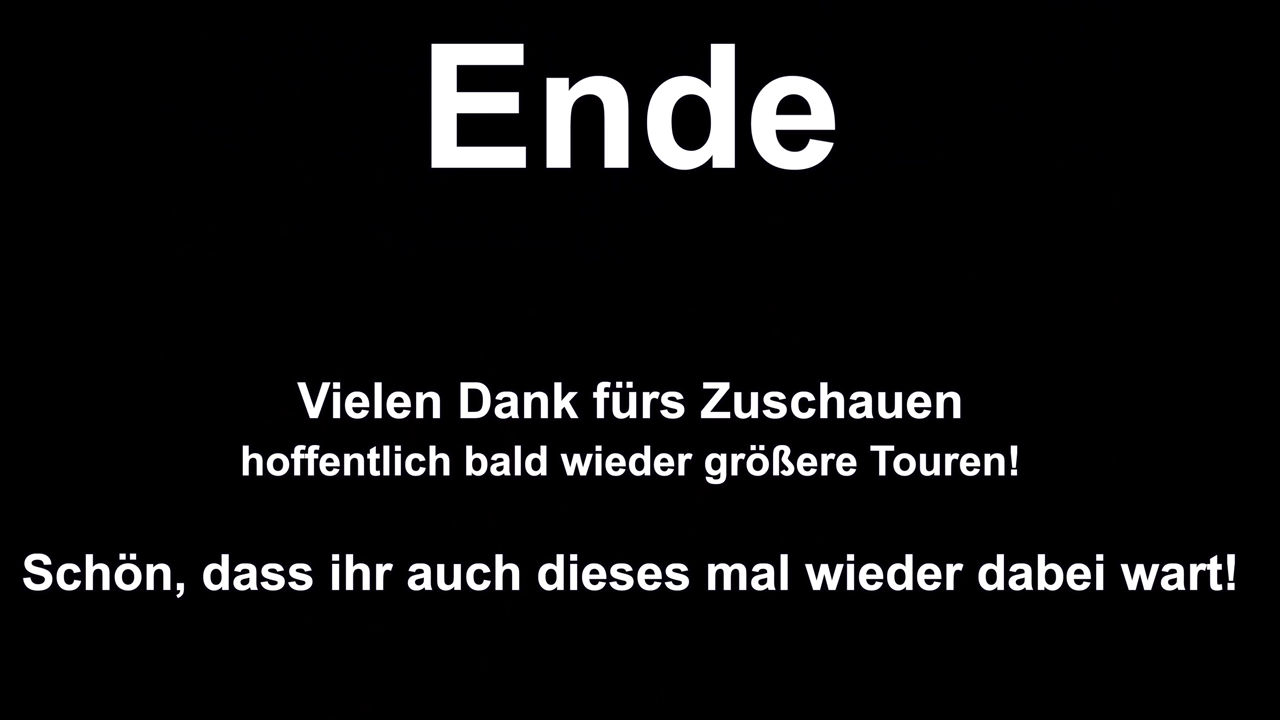 Ende
Vielen Dank fürs Zuschauen
hoffentlich bald wieder größere Touren!
Schön, dass ihr auch dieses mal wieder dabei wart!